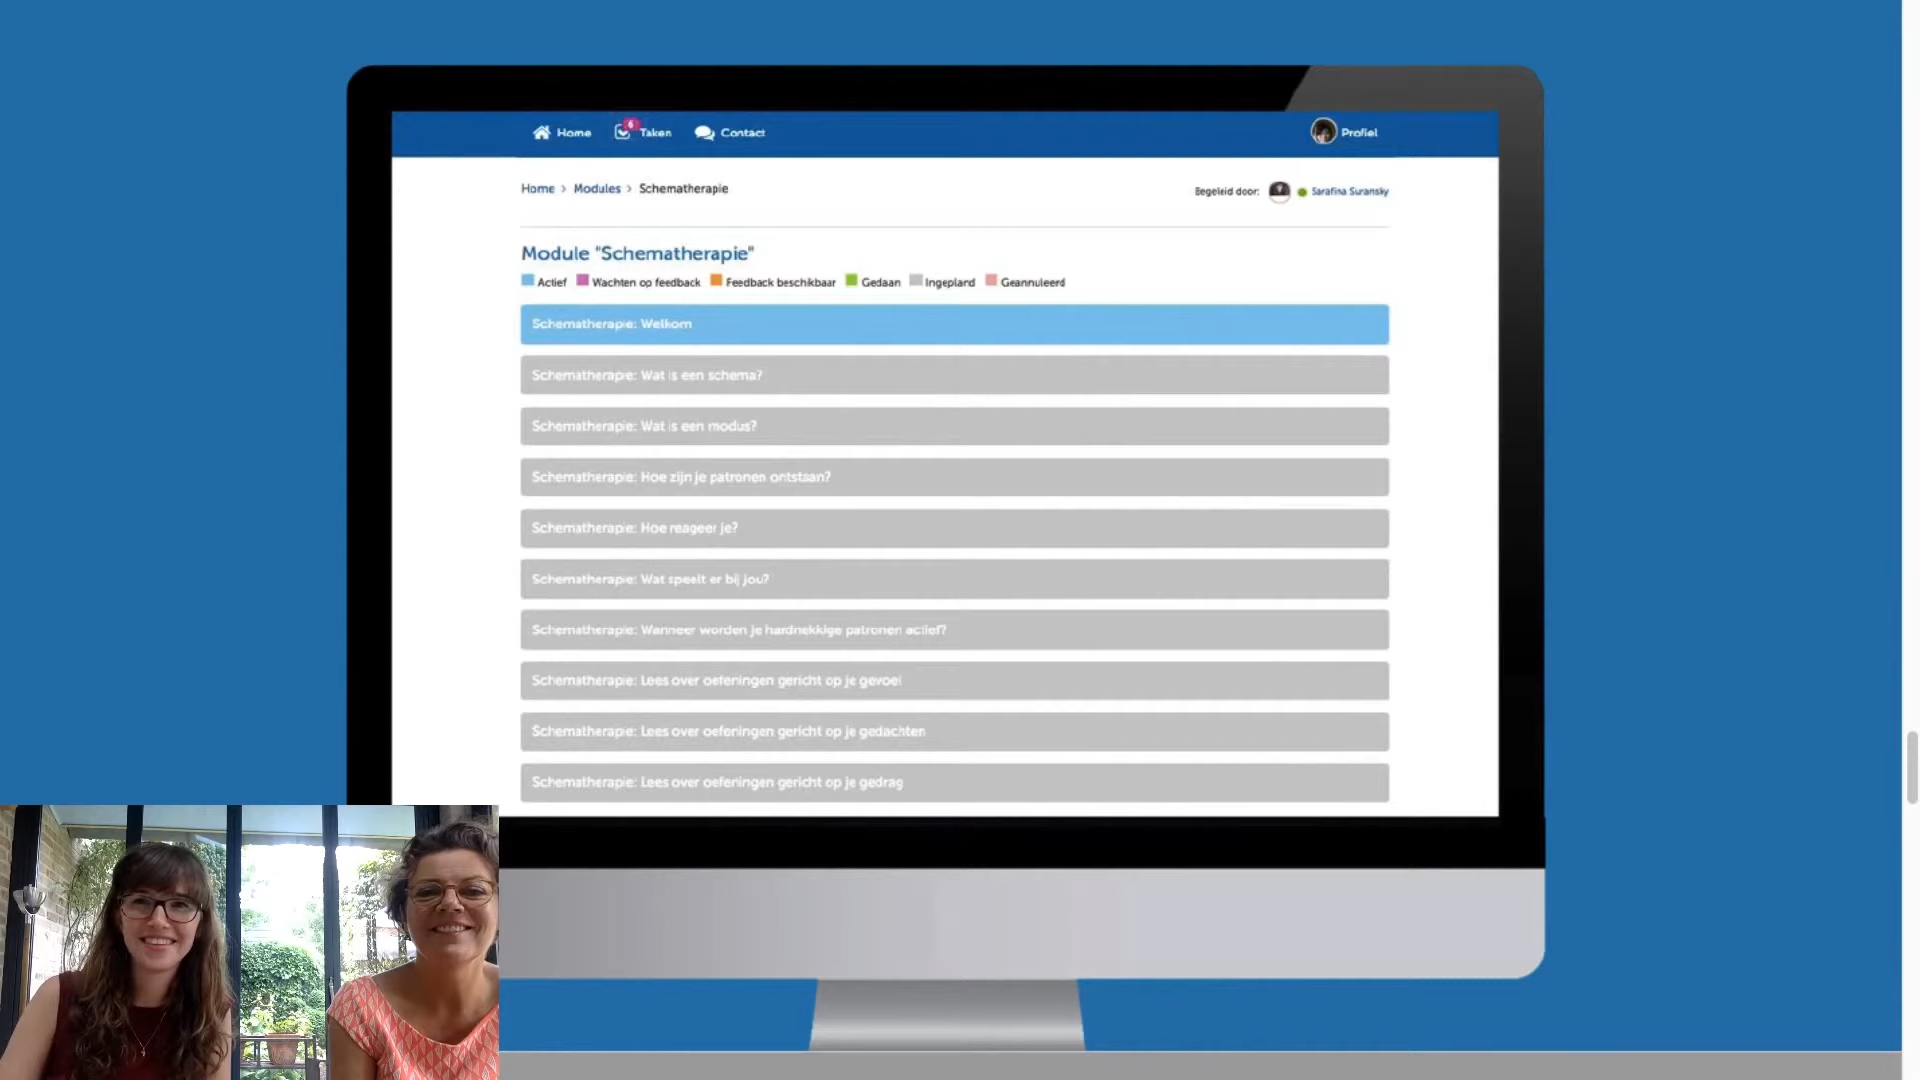 Home 6 Taken Contact Profiel
Home > Modules > Schematherapie
Begeleid door: Sarafina Suransky
Module "Schematherapie"
Actief Wachten op feedback Feedback beschikbaar Gedaan Ingepland Geannuleerd
Schematherapie: Welkom
Schematherapie: Wat is een schema?
Schematherapie: Wat is een modus?
Schematherapie: Hoe zijn je patronen ontstaan?
Schematherapie: Hoe reageer je?
Schematherapie: Wat speelt er bij jou?
Schematherapie: Wanneer worden je hardnekkige patronen actief?
Schematherapie: Lees over oefeningen gericht op je gevoel
Schematherapie: Lees over oefeningen gericht op je gedachten
Schematherapie: Lees over oefeningen gericht op je gedrag